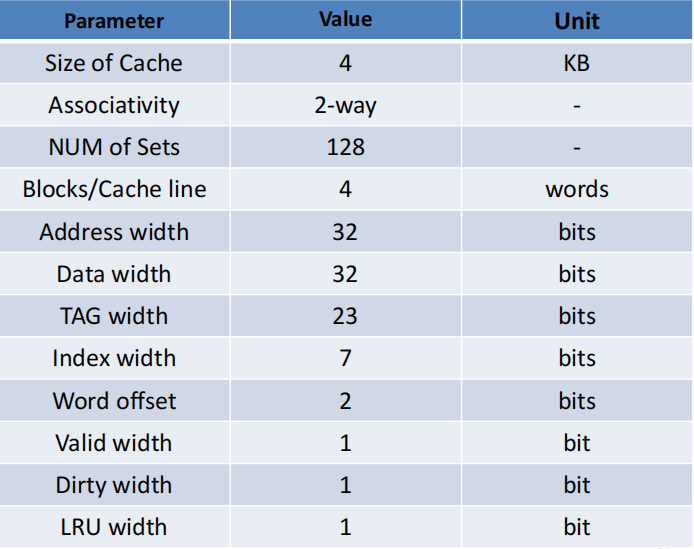 Parameter Value Unit
Size of Cache 4 KB
Associativity 2-way -
NUM of Sets 128 -
Blocks/Cache line 4 words
Address width 32 bits
Data width 32 bits
TAG width 23 bits
Index width 7 bits
Word offset 2 bits
Valid width 1 bit
Dirty width 1 bit
LRU width 1 bit